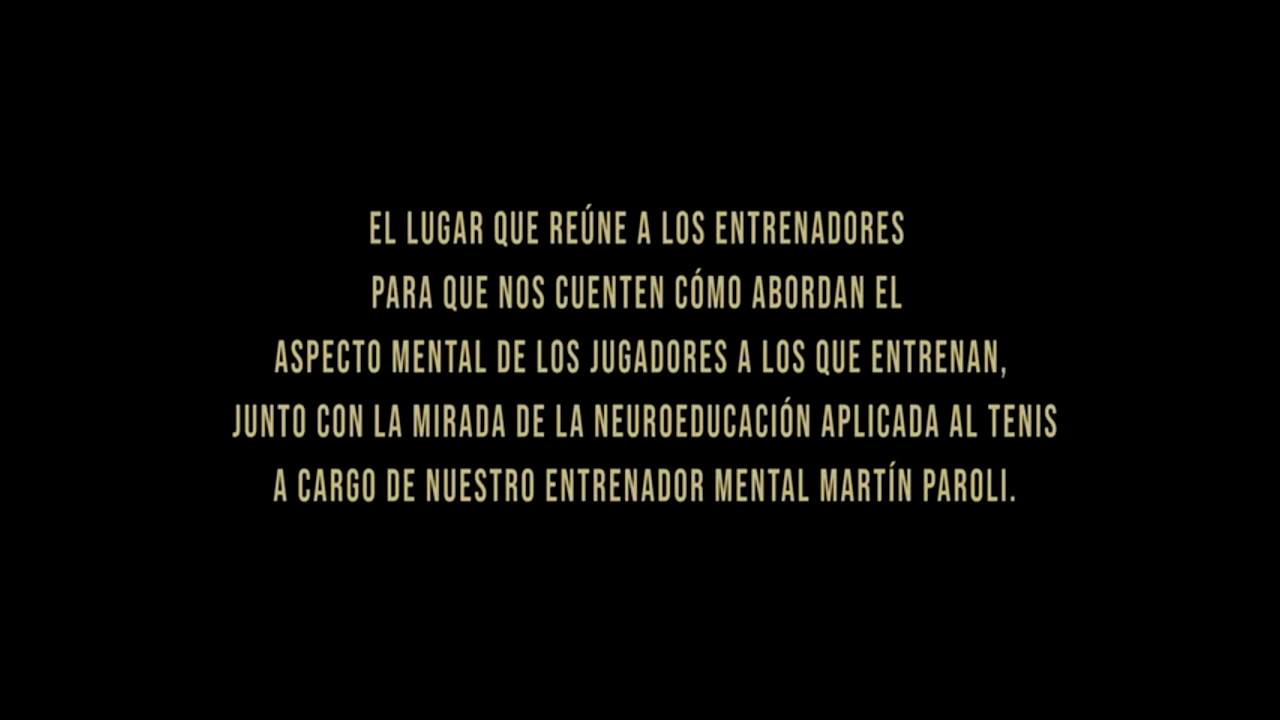 EL LUGAR QUE REÚNE A LOS ENTRENADORES
PARA QUE NOS CUENTEN CÓMO ABORDAN EL
ASPECTO MENTAL DE LOS JUGADORES A LOS QUE ENTRENAN,
JUNTO CON LA MIRADA DE LA NEUROEDUCACIÓN APLICADA AL TENIS
A CARGO DE NUESTRO ENTRENADOR MENTAL MARTÍN PAROLI.